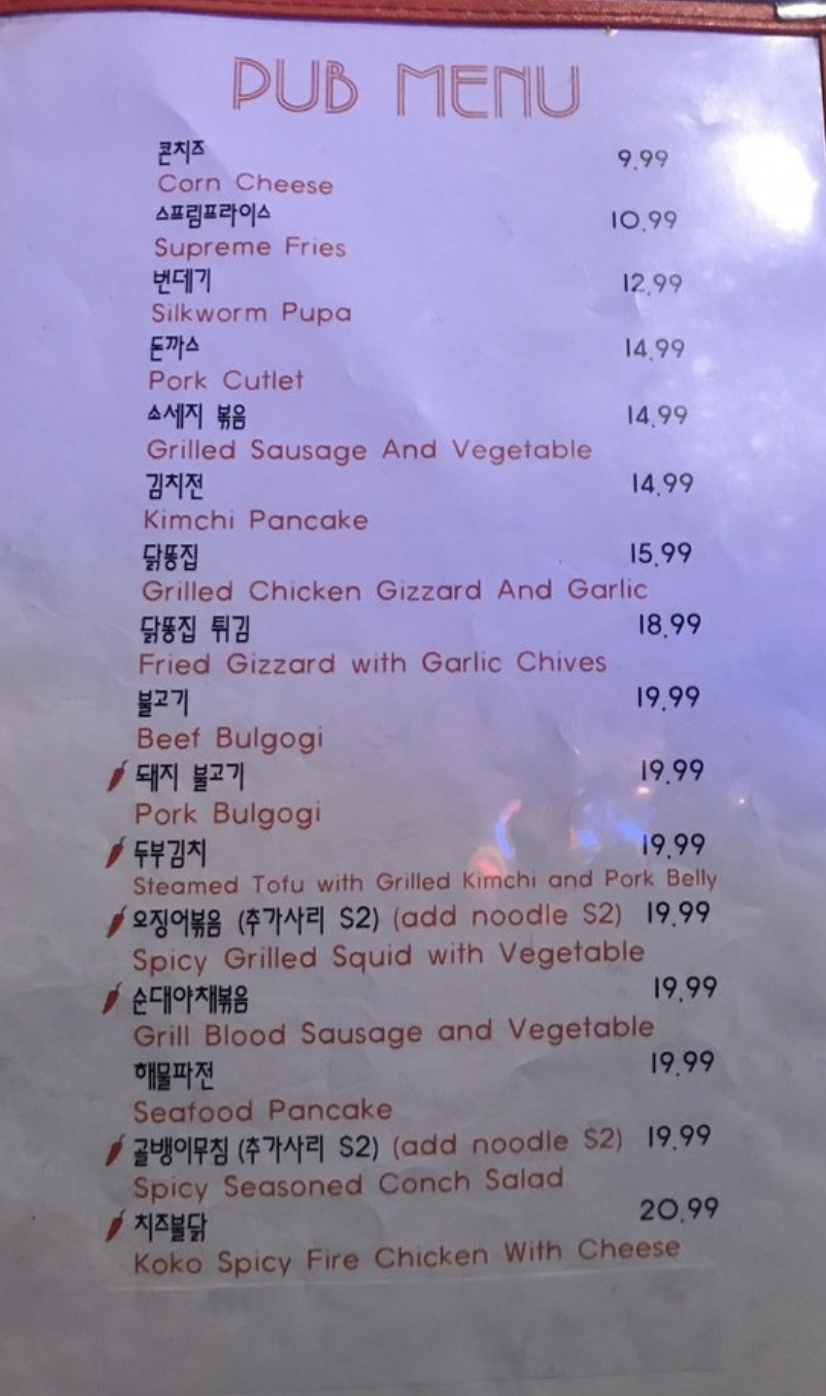 PUB MENU
콘치즈 9.99
Corn Cheese
스프림프라이스 10.99
Supreme Fries
번데기 12.99
Silkworm Pupa
돈까스 14.99
Pork Cutlet
소세지 볶음 14.99
Grilled Sausage And Vegetable
김치전 14.99
Kimchi Pancake
닭똥집 15.99
Grilled Chicken Gizzard And Garlic
닭똥집 튀김 18.99
Fried Gizzard with Garlic Chives
불고기 19.99
Beef Bulgogi
돼지 불고기 19.99
Pork Bulgogi
두부김치 19.99
Steamed Tofu with Grilled Kimchi and Pork Belly
오징어볶음 (추가사리 S2) (add noodle S2) 19.99
Spicy Grilled Squid with Vegetable
순대야채볶음 19.99
Grill Blood Sausage and Vegetable
해물파전 19.99
Seafood Pancake
골뱅이무침 (추가사리 S2) (add noodle S2) 19.99
Spicy Seasoned Conch Salad
치즈불닭 20.99
Koko Spicy Fire Chicken With Cheese